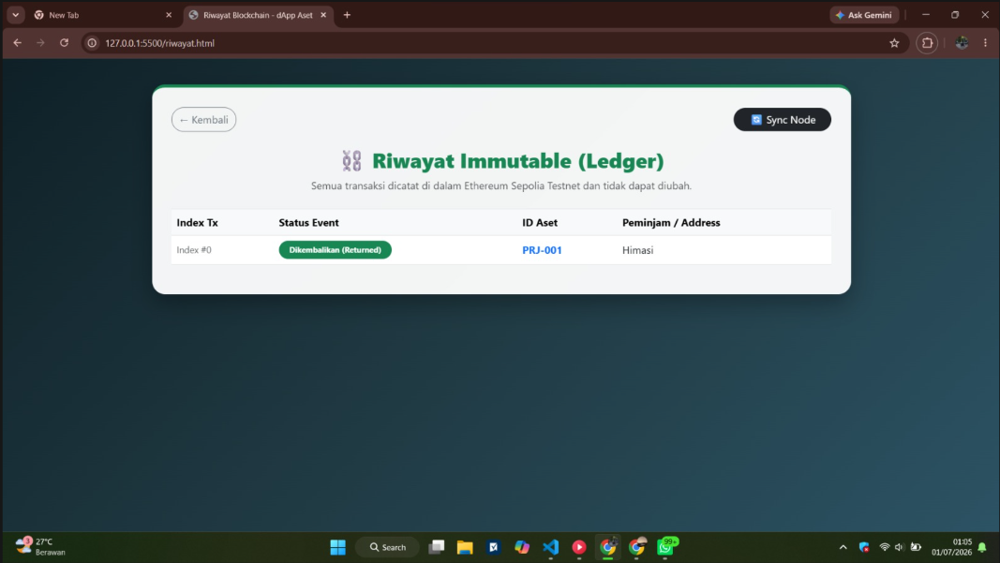 New Tab
Riwayat Blockchain - dApp Aset
Ask Gemini
127.0.0.1:5500/riwayat.html
← Kembali
Sync Node
Riwayat Immutable (Ledger)
Semua transaksi dicatat di dalam Ethereum Sepolia Testnet dan tidak dapat diubah.
Index Tx Status Event ID Aset Peminjam / Address
Index #0 Dikembalikan (Returned) PRJ-001 Himasi
3
27°C
Berawan
Search
99+
01:05
01/07/2026